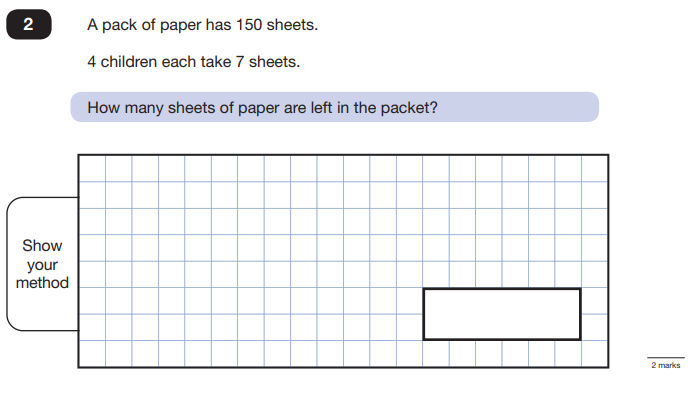 2
A pack of paper has 150 sheets.
4 children each take 7 sheets.
How many sheets of paper are left in the packet?
Show
your
method
2 marks